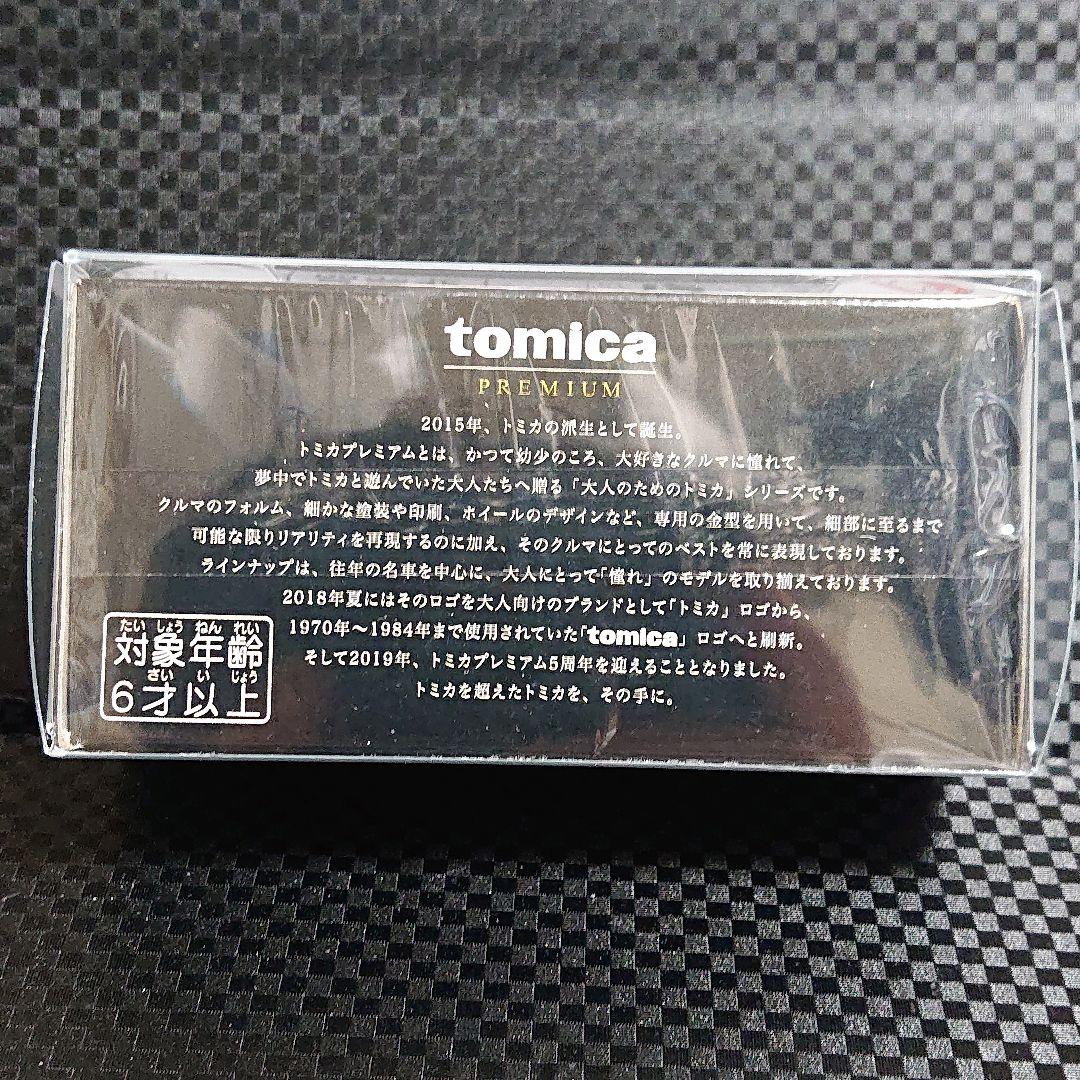 tomica
PREMIUM
2015年、トミカの派生として誕生。
トミカプレミアムとは、かつて幼少のころ、大好きなクルマに憧れて、
夢中でトミカと遊んでいた大人たちへ贈る「大人のためのトミカ」シリーズです。
クルマのフォルム、細かな塗装や印刷、ホイールのデザインなど、専用の金型を用いて、細部に至るまで
可能な限りリアリティを再現するのに加え、そのクルマにとってのベストを常に表現しております。
ラインナップは、往年の名車を中心に、大人にとって「憧れ」のモデルを取り揃えております。
2018年夏にはそのロゴを大人向けのブランドとして「トミカ」ロゴから、
1970年～1984年まで使用されていた「tomica」ロゴへと刷新。
そして2019年、トミカプレミアム5周年を迎えることとなりました。
トミカを超えたトミカを、その手に。
たい しょう ねん れい
対象年齢
さい い じょう
6才以上